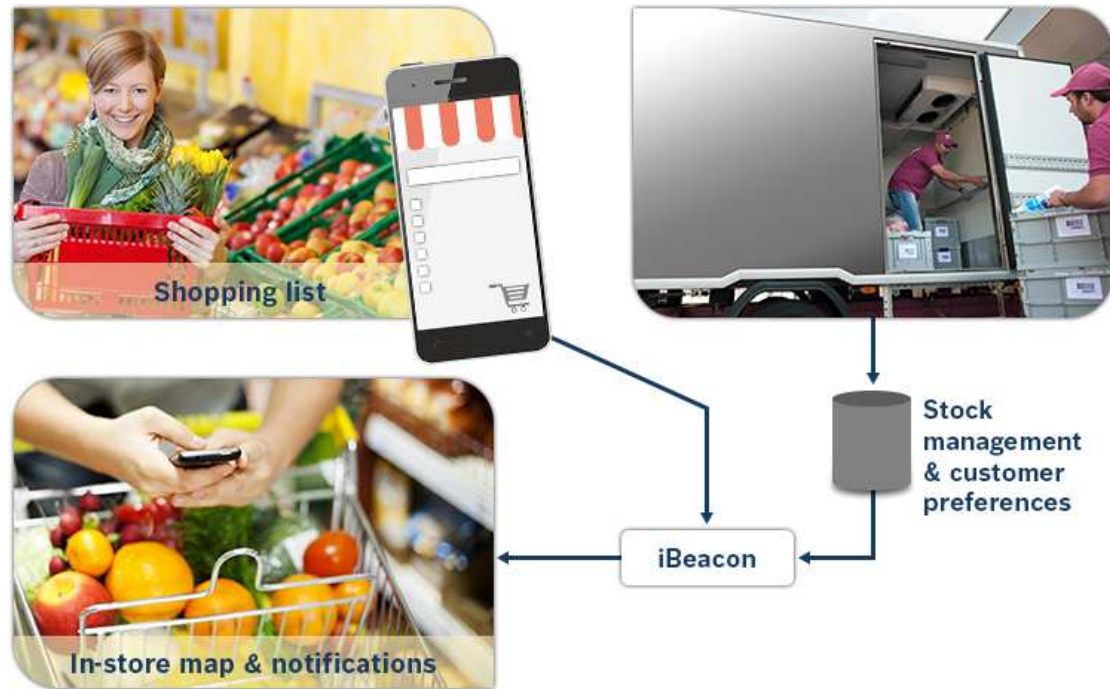 Shopping list
Stock
management
& customer
preferences
iBeacon
In-store map & notifications